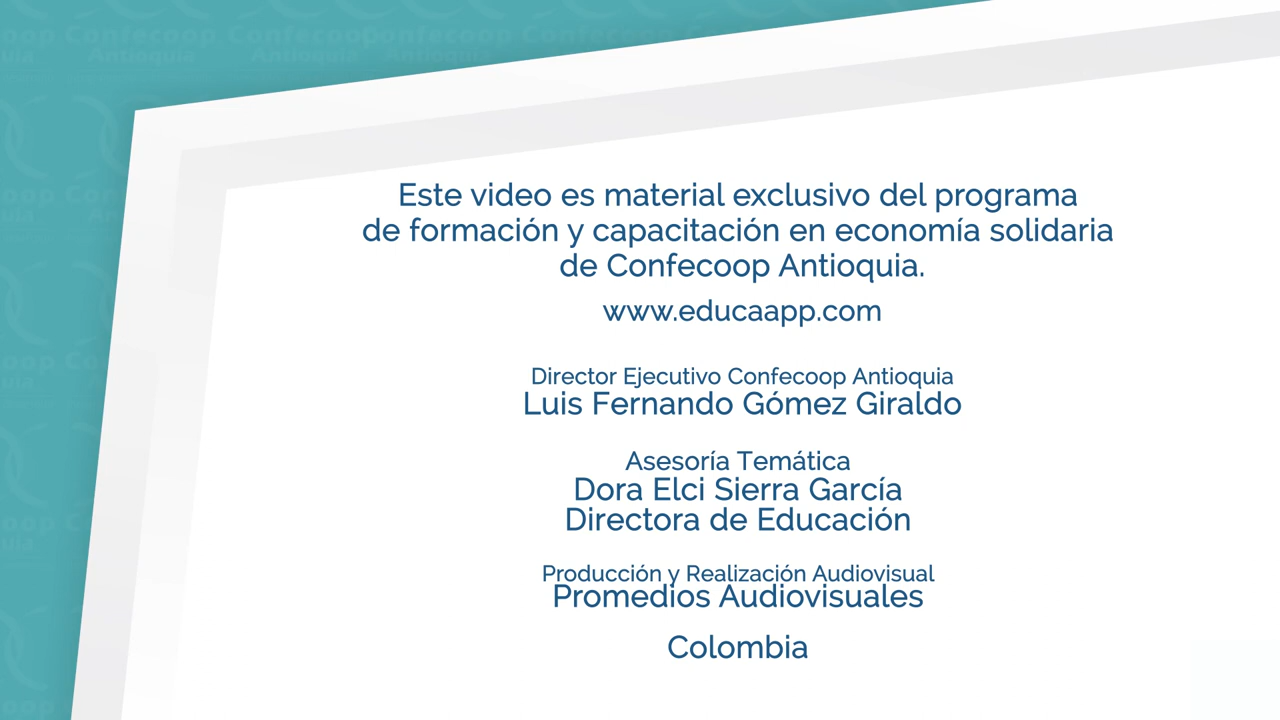 Este video es material exclusivo del programa
de formación y capacitación en economía solidaria
de Confecoop Antioquia.
www.educaapp.com
Director Ejecutivo Confecoop Antioquia
Luis Fernando Gómez Giraldo
Asesoría Temática
Dora Elci Sierra García
Directora de Educación
Producción y Realización Audiovisual
Promedios Audiovisuales
Colombia